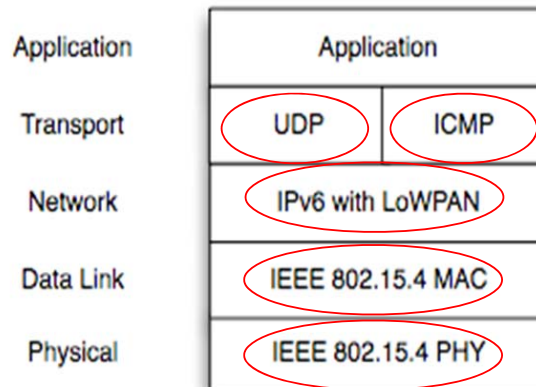 Application Application
Transport UDP ICMP
Network IPv6 with LoWPAN
Data Link IEEE 802.15.4 MAC
Physical IEEE 802.15.4 PHY